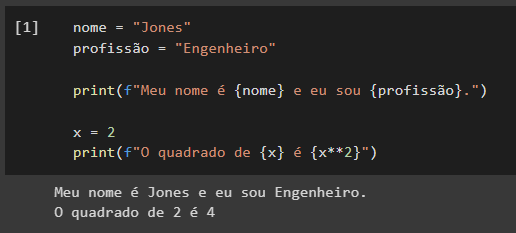 [1] nome = "Jones"
profissão = "Engenheiro"
print(f"Meu nome é {nome} e eu sou {profissão}.")
x = 2
print(f"O quadrado de {x} é {x**2}")
Meu nome é Jones e eu sou Engenheiro.
O quadrado de 2 é 4